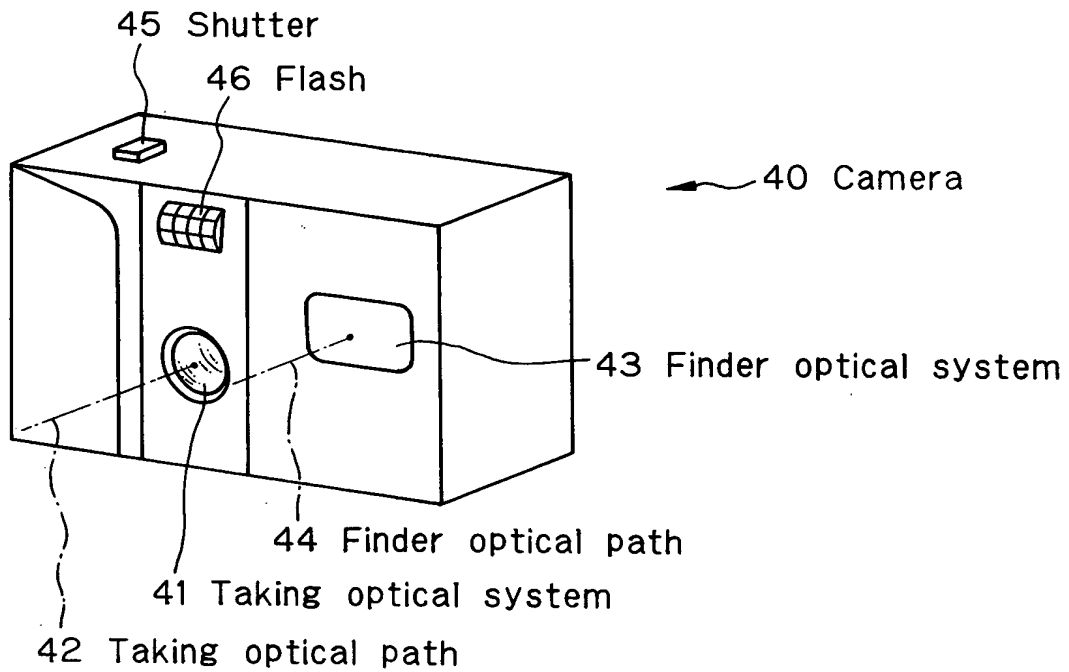 45 Shutter
46 Flash
40 Camera
43 Finder optical system
44 Finder optical path
41 Taking optical system
42 Taking optical path